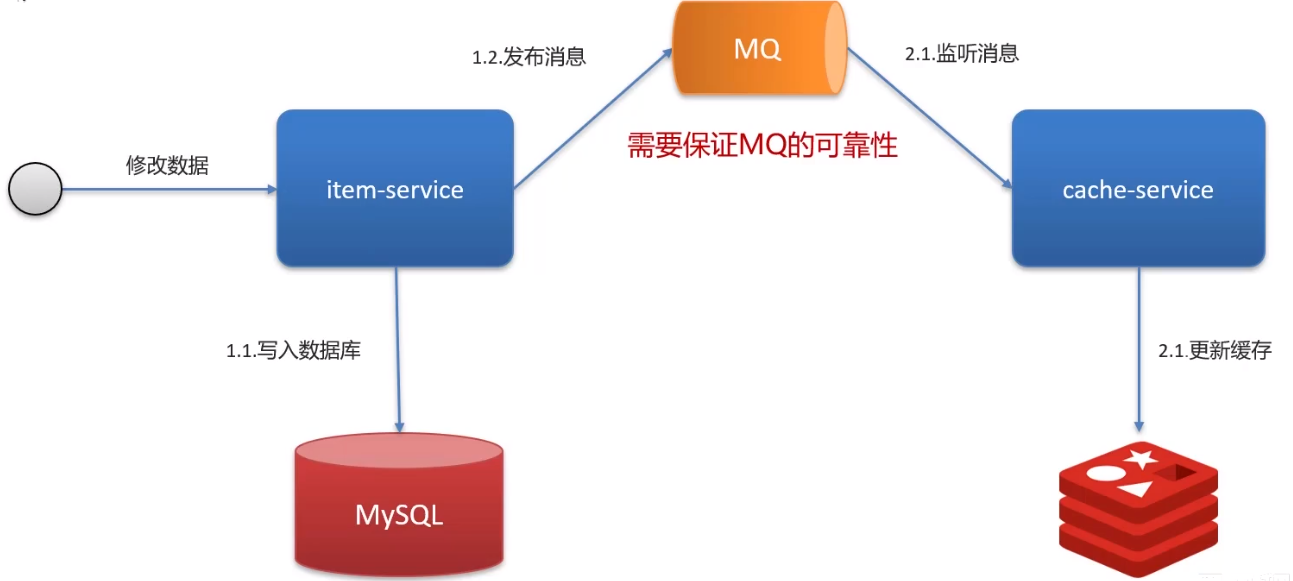 1.2.发布消息
MQ
2.1.监听消息
需要保证MQ的可靠性
修改数据
item-service
cache-service
1.1.写入数据库
2.1.更新缓存
MySQL